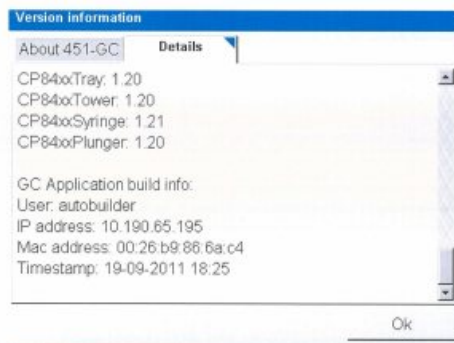 Version information
About 451-GC Details
CP84xxTray: 1.20
CP84xxTower: 1.20
CP84xxSyringe: 1.21
CP84xxPlunger: 1.20
GC Application build info:
User: autobuilder
IP address: 10.190.65.195
Mac address: 00:26:b9:86:6a:c4
Timestamp: 19-09-2011 18:25
Ok